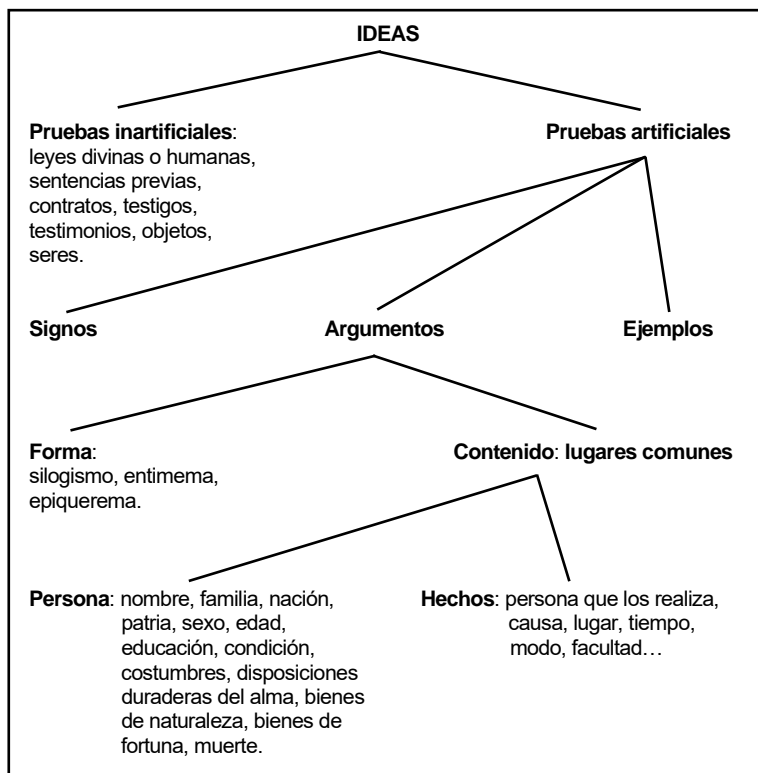 IDEAS
Pruebas inartificiales:
leyes divinas o humanas,
sentencias previas,
contratos, testigos,
testimonios, objetos,
seres.
Pruebas artificiales
Signos
Argumentos
Ejemplos
Forma:
silogismo, entimema,
epiquerema.
Contenido: lugares comunes
Persona: nombre, familia, nación,
patria, sexo, edad,
educación, condición,
costumbres, disposiciones
duraderas del alma, bienes
de naturaleza, bienes de
fortuna, muerte.
Hechos: persona que los realiza,
causa, lugar, tiempo,
modo, facultad…